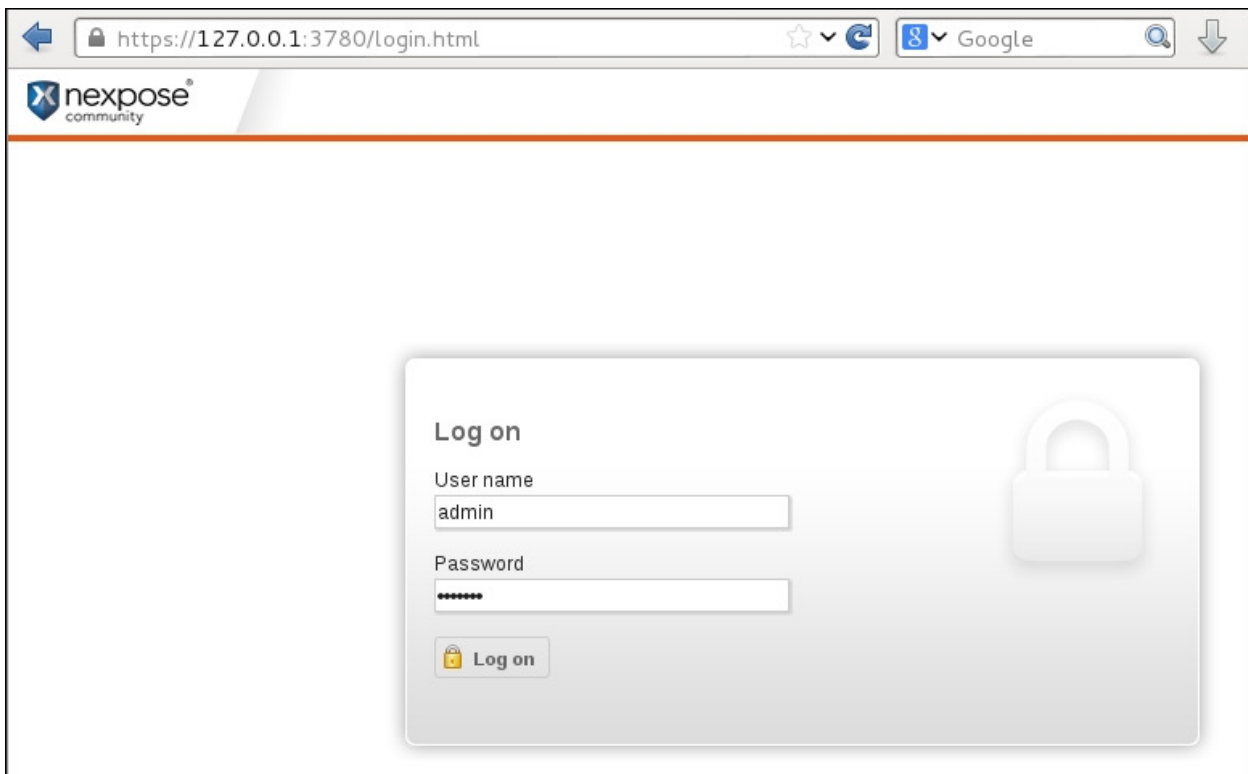 https://127.0.0.1:3780/login.html
8 Google
nexpose®
community
Log on
User name
admin
Password
•••••••
Log on